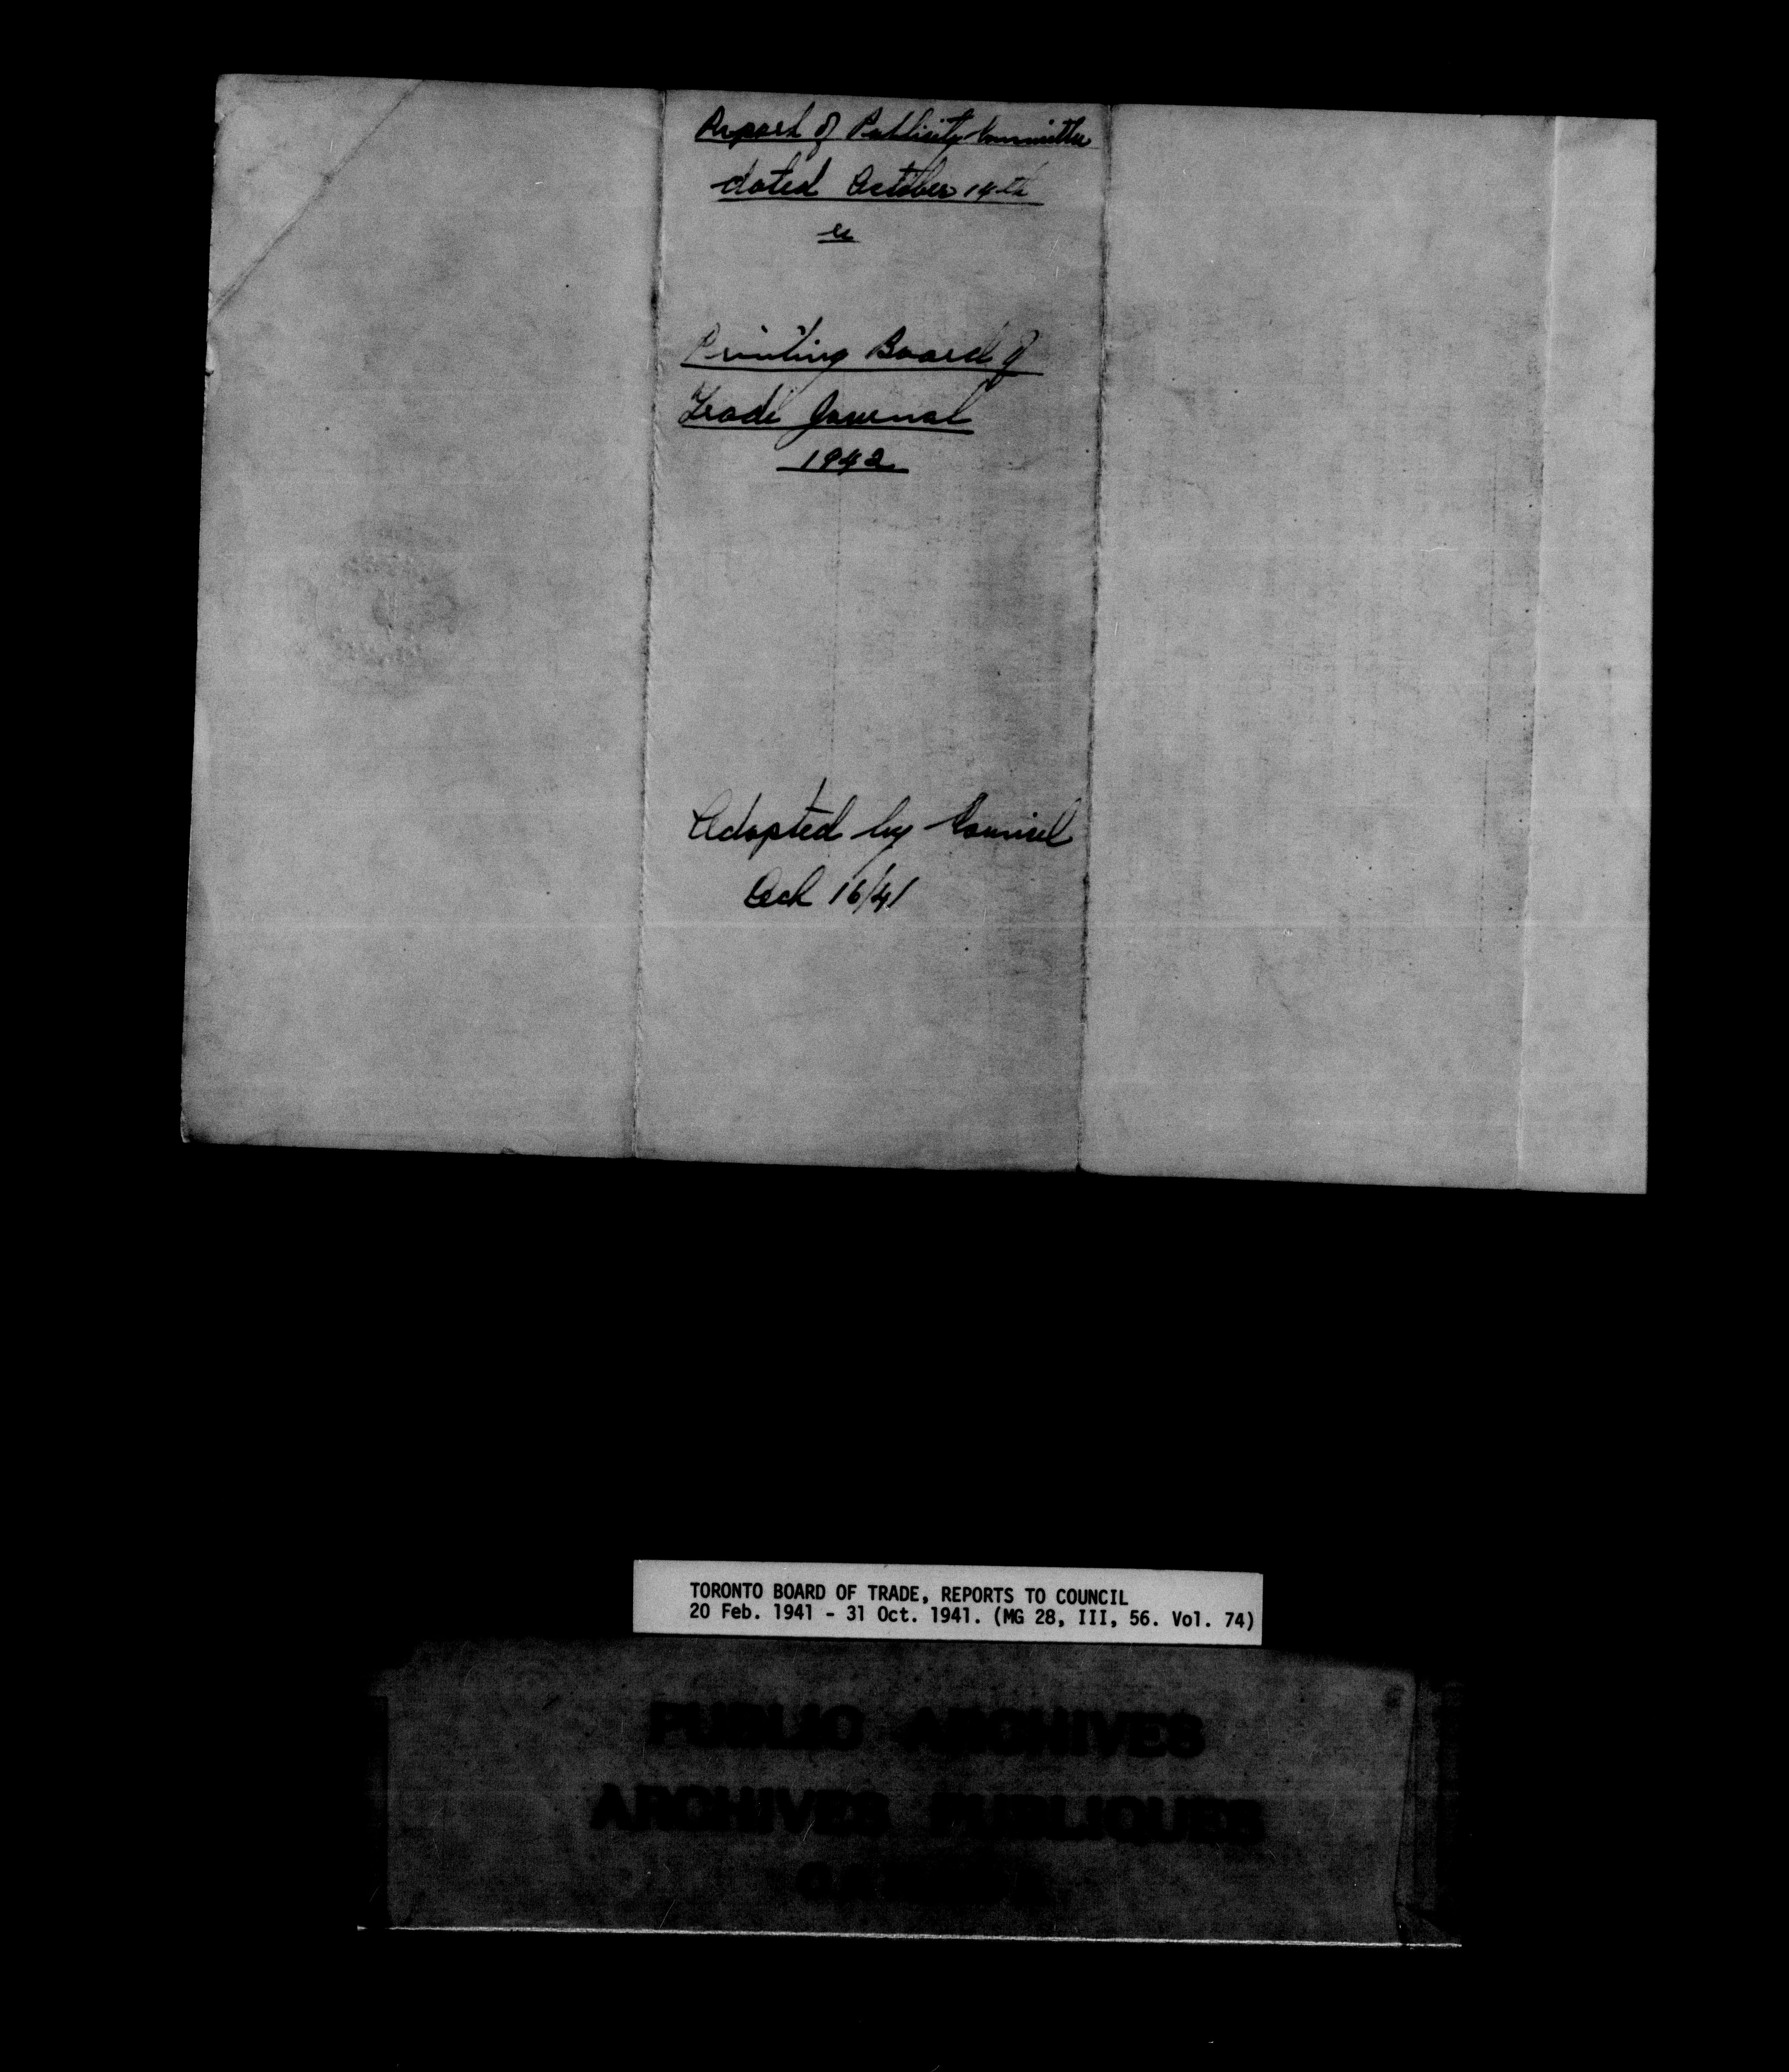 Report of Publicity Committee
dated October 14th
re
Printing Board of
Trade Journal
1942
Adopted by Council
Oct 16/41
TORONTO BOARD OF TRADE, REPORTS TO COUNCIL
20 Feb. 1941 - 31 Oct. 1941. (MG 28, III, 56. Vol. 74)
PUBLIC ARCHIVES
ARCHIVES PUBLIQUES